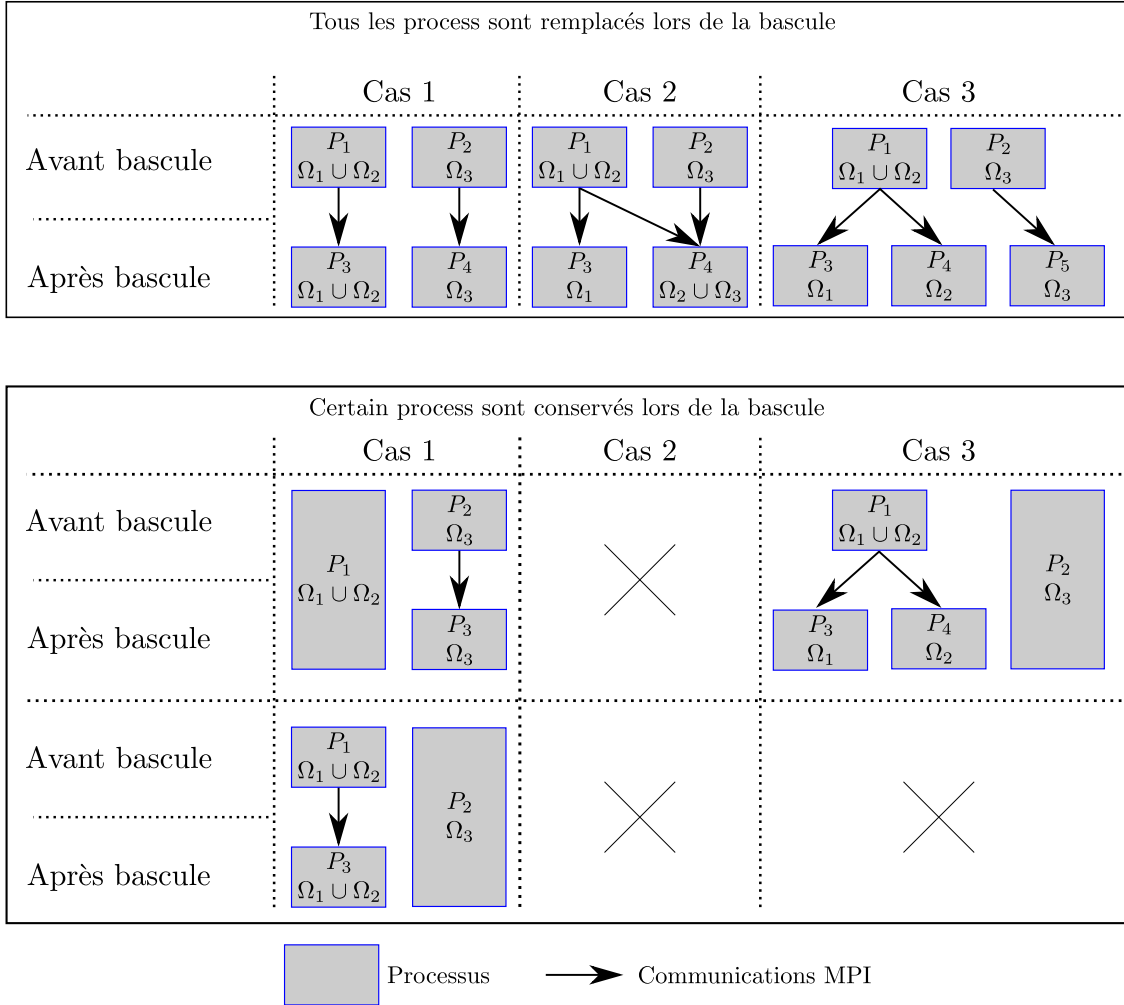 Tous les process sont remplacés lors de la bascule
Cas 1 Cas 2 Cas 3
Avant bascule
P₁ P₂ P₁ P₂ P₁ P₂
Ω₁ ∪ Ω₂ Ω₃ Ω₁ ∪ Ω₂ Ω₃ Ω₁ ∪ Ω₂ Ω₃
Après bascule
P₃ P₄ P₃ P₄ P₃ P₄ P₅
Ω₁ ∪ Ω₂ Ω₃ Ω₁ Ω₂ ∪ Ω₃ Ω₁ Ω₂ Ω₃
Certain process sont conservés lors de la bascule
Cas 1 Cas 2 Cas 3
Avant bascule
P₂ P₁
Ω₃ Ω₁ ∪ Ω₂
P₁ P₂
Ω₁ ∪ Ω₂ Ω₃
Après bascule
P₃ P₃ P₄
Ω₃ Ω₁ Ω₂
Avant bascule
P₁
Ω₁ ∪ Ω₂
P₂
Ω₃
Après bascule
P₃
Ω₁ ∪ Ω₂
Processus Communications MPI